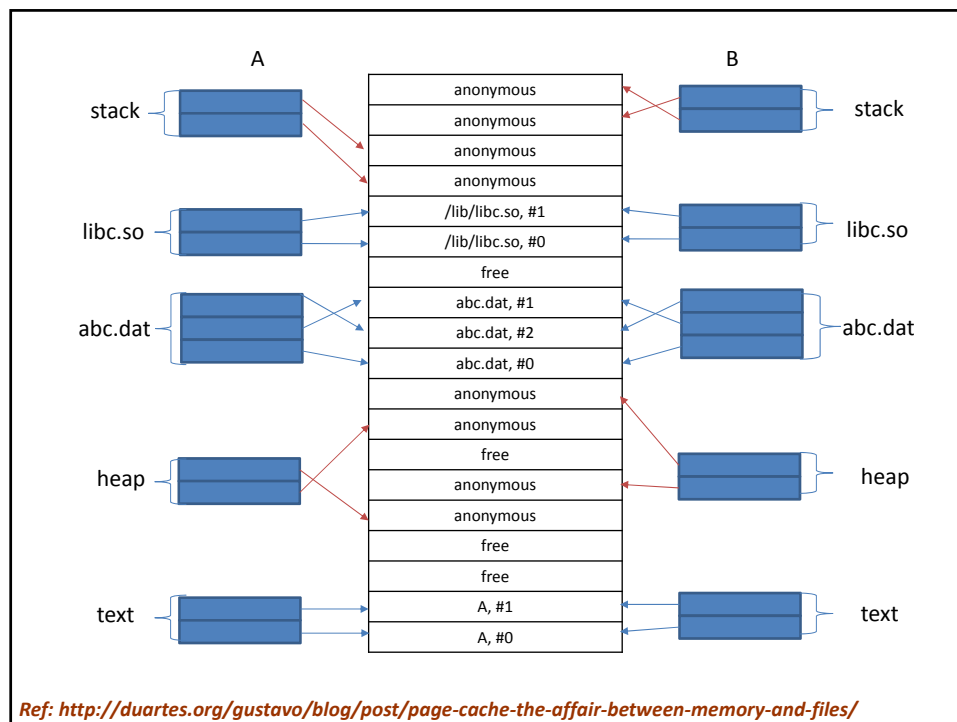 A
B
stack
libc.so
abc.dat
heap
text
anonymous
anonymous
anonymous
anonymous
/lib/libc.so, #1
/lib/libc.so, #0
free
abc.dat, #1
abc.dat, #2
abc.dat, #0
anonymous
anonymous
free
anonymous
anonymous
free
free
A, #1
A, #0
stack
libc.so
abc.dat
heap
text
Ref: http://duartes.org/gustavo/blog/post/page-cache-the-affair-between-memory-and-files/